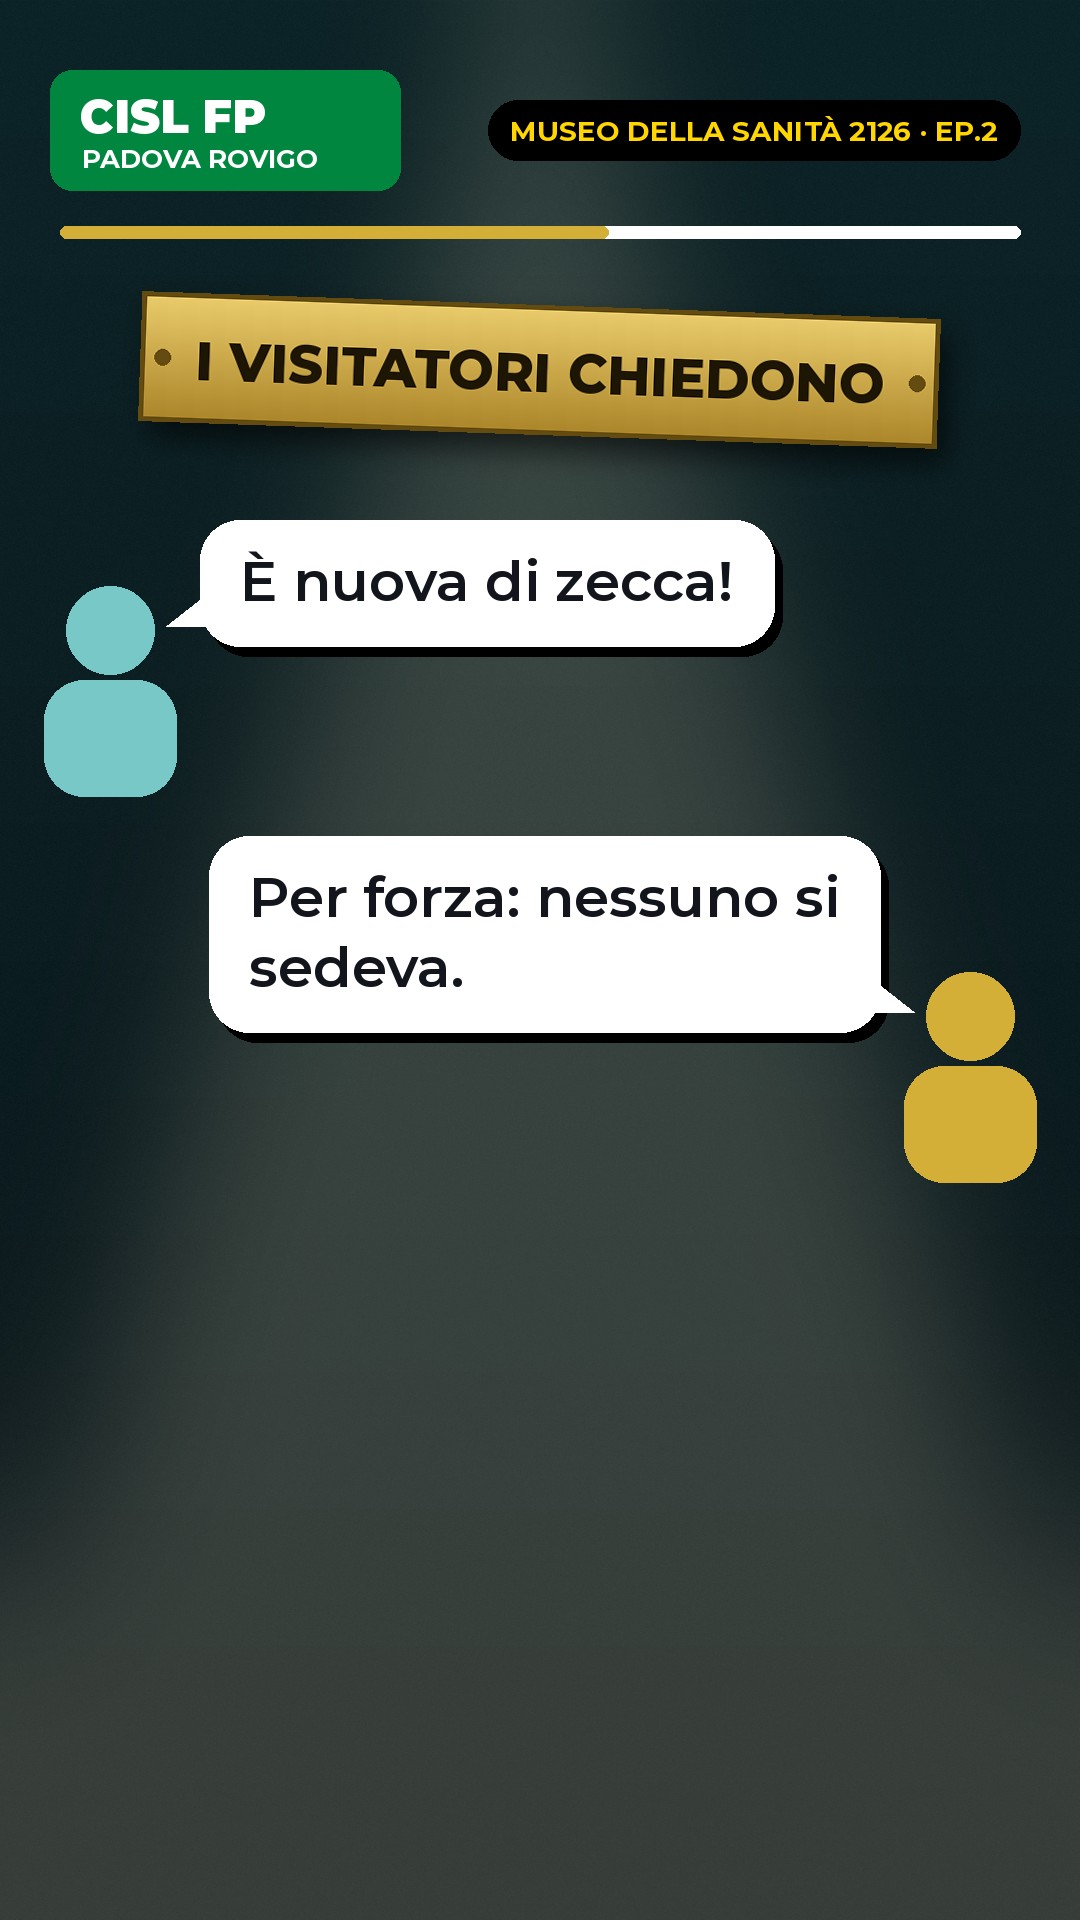 CISL FP
PADOVA ROVIGO
MUSEO DELLA SANITÀ 2126 · EP.2
I VISITATORI CHIEDONO
È nuova di zecca!
Per forza: nessuno si
sedeva.